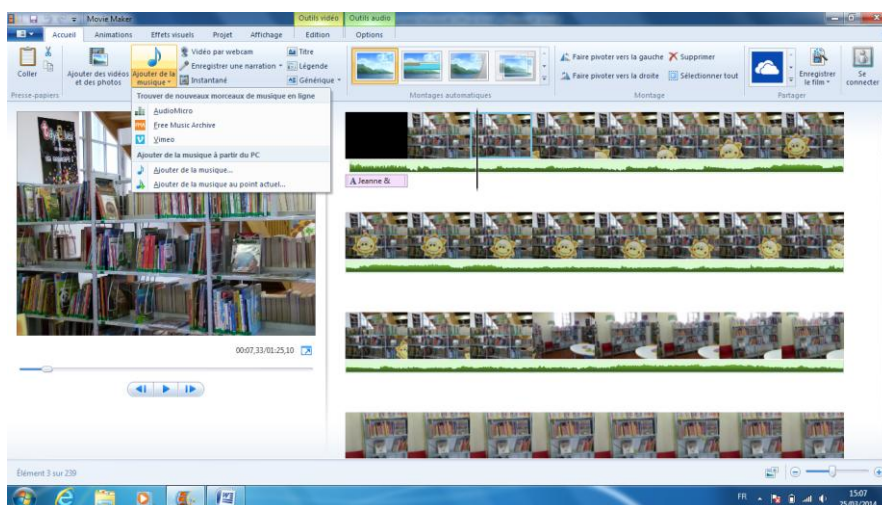 Movie Maker
Outils vidéo
Outils audio
Accueil
Animations
Effets visuels
Projet
Affichage
Edition
Options
Coller
Presse-papiers
Ajouter des vidéos
et des photos
Ajouter de la
musique
Vidéo par webcam
Enregistrer une narration
Instantané
Titre
Légende
Générique
Montages automatiques
Faire pivoter vers la gauche
Faire pivoter vers la droite
Supprimer
Sélectionner tout
Montage
Enregistrer
le film
Partager
Se
connecter
Trouver de nouveaux morceaux de musique en ligne
AudioMicro
Free Music Archive
Vimeo
Ajouter de la musique à partir du PC
Ajouter de la musique...
Ajouter de la musique au point actuel...
A Jeanne &
00:07,33/01:25,10
Élément 3 sur 239
FR
15:07
25/03/2014